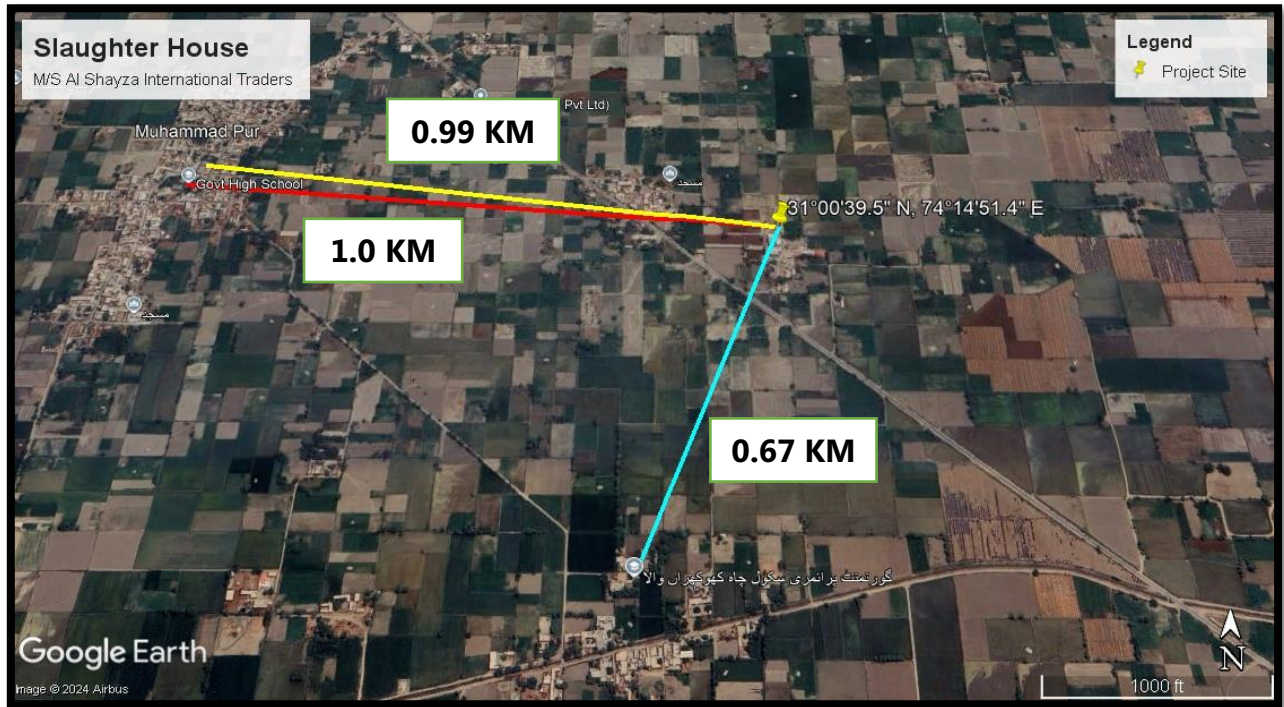 Slaughter House
M/S Al Shayza International Traders
Legend
Project Site
0.99 KM
Pvt Ltd)
Muhammad Pur
Govt High School
مسجد
31°00'39.5" N, 74°14'51.4" E
1.0 KM
مسجد
0.67 KM
گورنمنٹ پرائمری سکول چاہ کھوکھراں والا
Google Earth
N
Image © 2024 Airbus
1000 ft